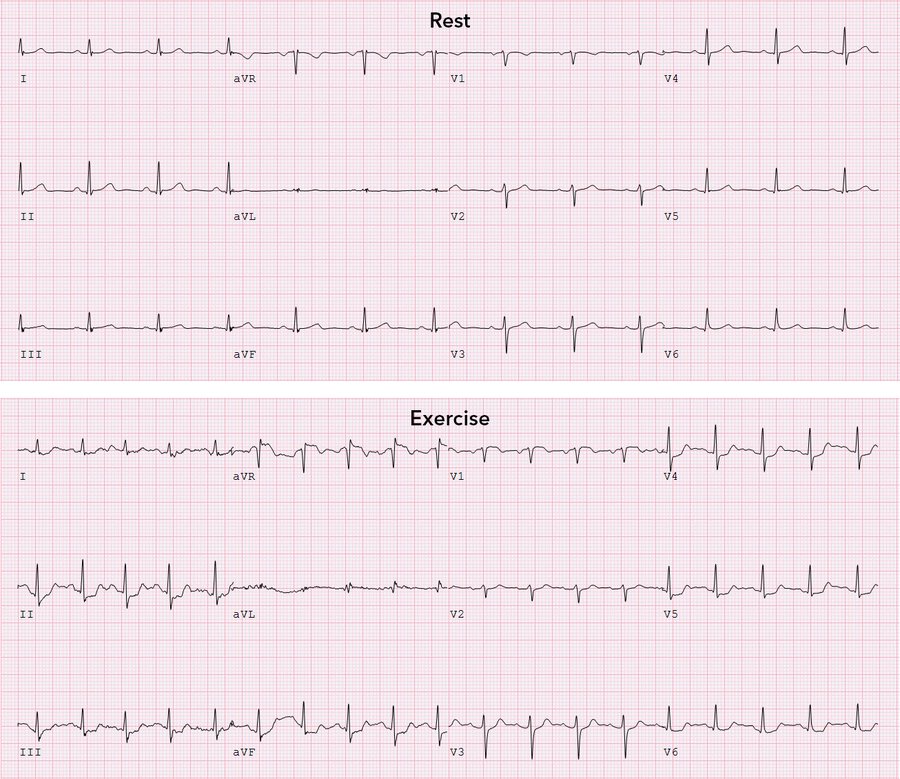 Rest
I aVR V1 V4
II aVL V2 V5
III aVF V3 V6
Exercise
I aVR V1 V4
II aVL V2 V5
III aVF V3 V6